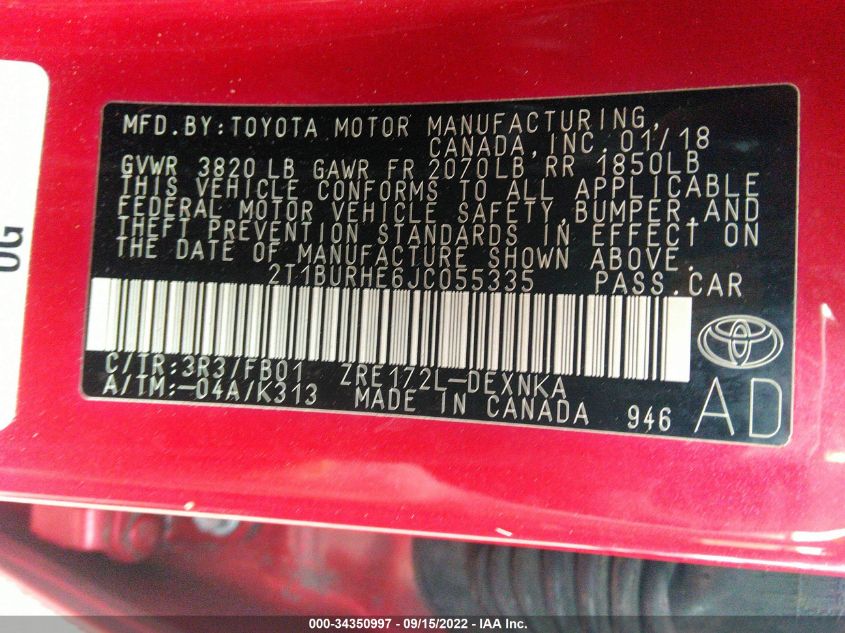 MFD.BY:TOYOTA MOTOR MANUFACTURING,
CANADA, INC. 01/18
GVWR 3820 LB GAWR FR 2070LB RR 1850LB
THIS VEHICLE CONFORMS TO ALL APPLICABLE
FEDERAL MOTOR VEHICLE SAFETY, BUMPER, AND
THEFT PREVENTION STANDARDS IN EFFECT ON
THE DATE OF MANUFACTURE SHOWN ABOVE.
2T1BURHE6JC055335 PASS.CAR
C/TR:3R3/FB01 ZRE172L-DEXNKA
A/TM:-04A/K313 MADE IN CANADA 946
AD
OG
000-34350997 - 09/15/2022 - IAA Inc.